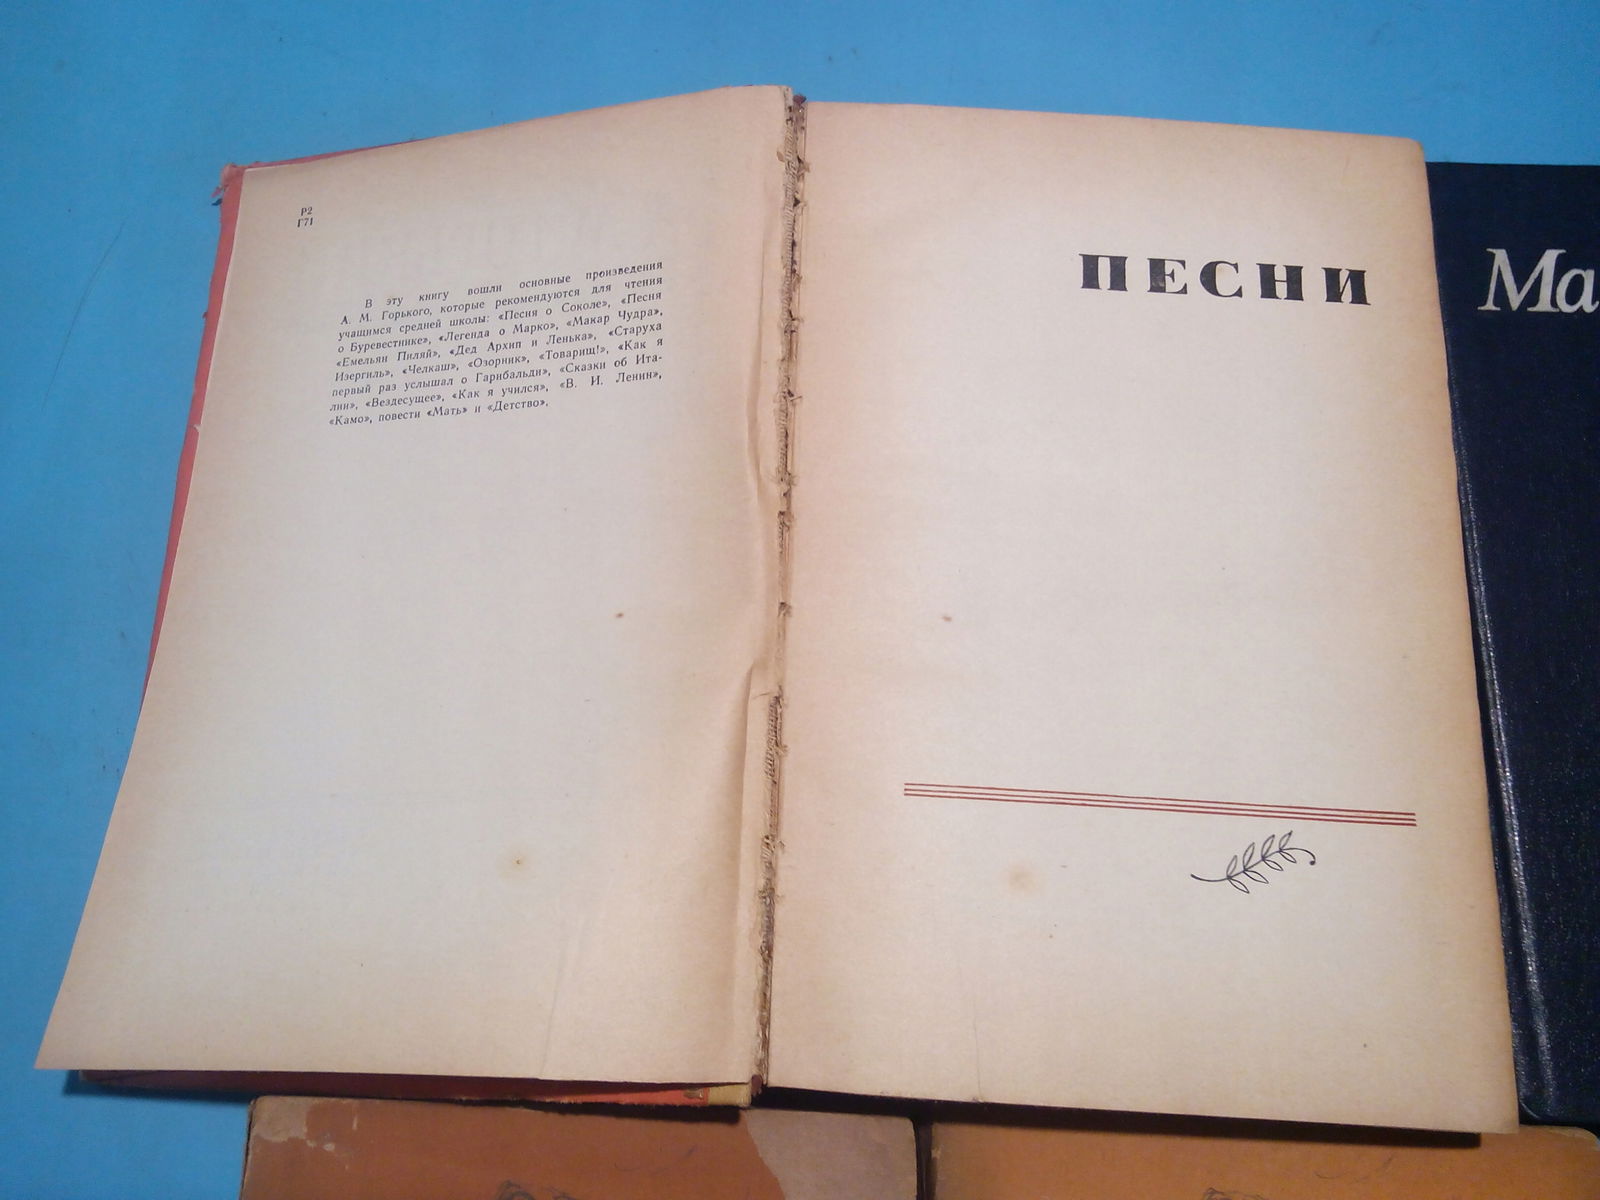 Р2
Г71
В эту книгу вошли основные произведения
А. М. Горького, которые рекомендуются для чтения
учащимся средней школы: «Песня о Соколе», «Песня
о Буревестнике», «Легенда о Марко», «Макар Чудра»,
«Емельян Пиляй», «Дед Архип и Ленька», «Старуха
Изергиль», «Челкаш», «Озорник», «Товарищ!», «Как я
первый раз услышал о Гарибальди», «Сказки об Ита-
лии», «Вездесущее», «Как я учился», «В. И. Ленин»,
«Камо», повести «Мать» и «Детство».
ПЕСНИ
Ма